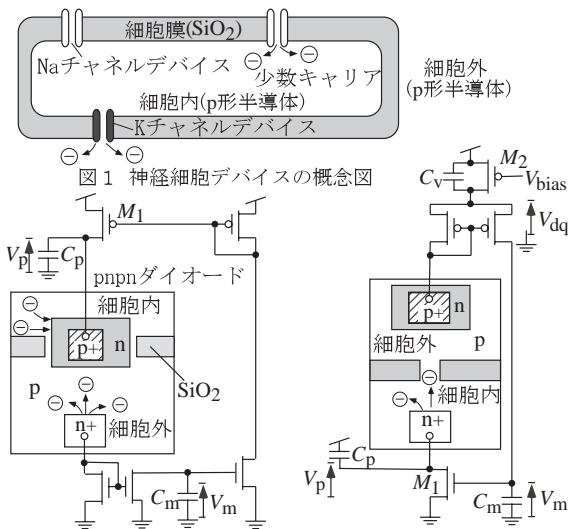 細胞膜(SiO2)
Naチャネルデバイス
少数キャリア
細胞外
(p形半導体)
細胞内(p形半導体)
Kチャネルデバイス
図1 神経細胞デバイスの概念図
M1
Vp
Cp
pnpnダイオード
細胞内
p+
n
p
SiO2
n+
細胞外
Cm
Vm
M2
Cv
Vbias
Vdq
p+
n
細胞外
p
細胞内
n+
Cp
Vp
M1
Cm
Vm